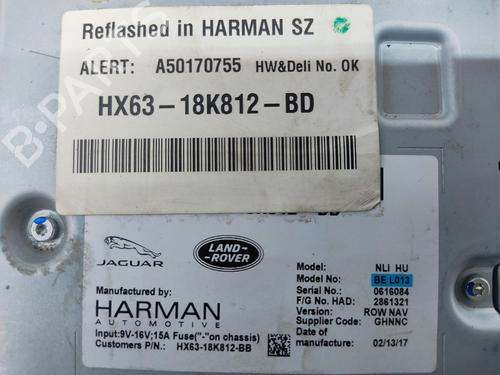 Reflashed in HARMAN SZ
ALERT: A50170755 HW&Deli No. OK
HX63-18K812-BD
B-PARTS
JAGUAR
LAND-
ROVER
Manufactured by:
HARMAN
AUTOMOTIVE
Input:9V-16V;15A Fuse("-"on chassis)
Customers P/N.: HX63-18K812-BB
Model: NLI HU
Model No: BE L013
Serial No.: 0616084
F/G No. HAD: 2861321
Version: ROW NAV
Supplier Code: GHNNC
Date of
manufacture: 02/13/17